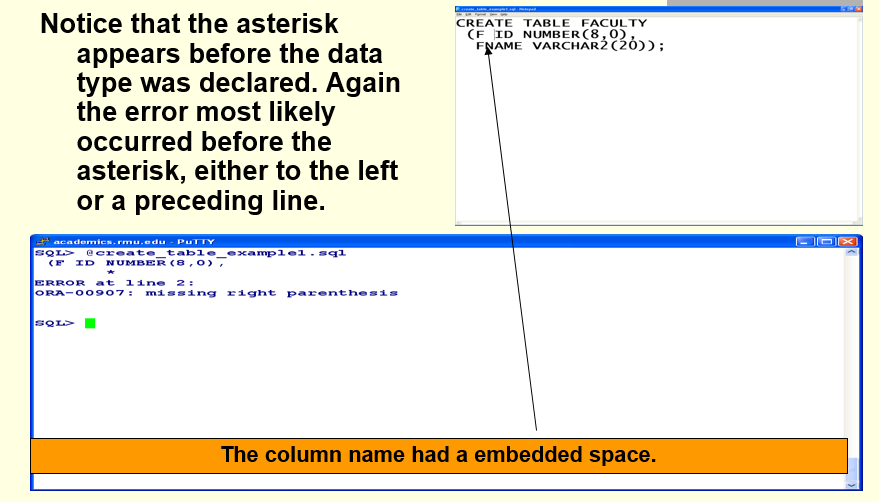 Notice that the asterisk
appears before the data
type was declared. Again
the error most likely
occurred before the
asterisk, either to the left
or a preceding line.
CREATE TABLE FACULTY
(F ID NUMBER(8,0),
FNAME VARCHAR2(20));
academics.rmu.edu - PuTTY
SQL> @create_table_example1.sql
(F ID NUMBER(8,0),
*
ERROR at line 2:
ORA-00907: missing right parenthesis
SQL>
The column name had a embedded space.